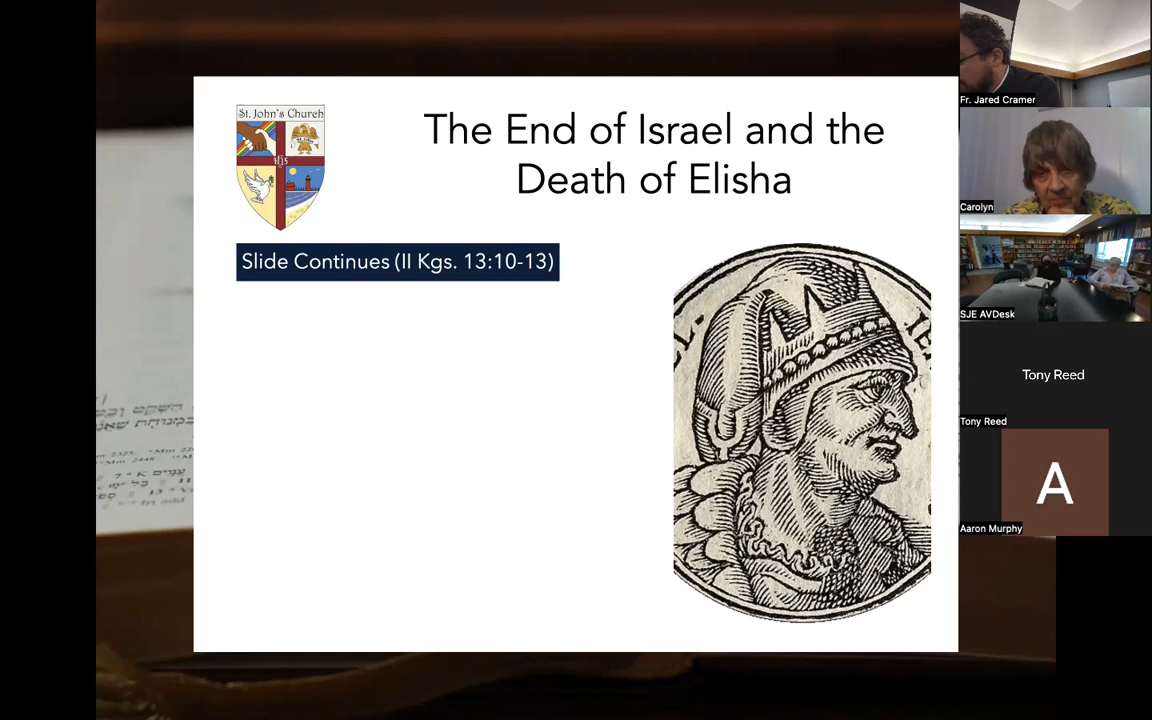 St. John's Church
The End of Israel and the
Death of Elisha
Slide Continues (II Kgs. 13:10-13)
Fr. Jared Cramer
Carolyn
SJE AVDesk
Tony Reed
Tony Reed
A
Aaron Murphy